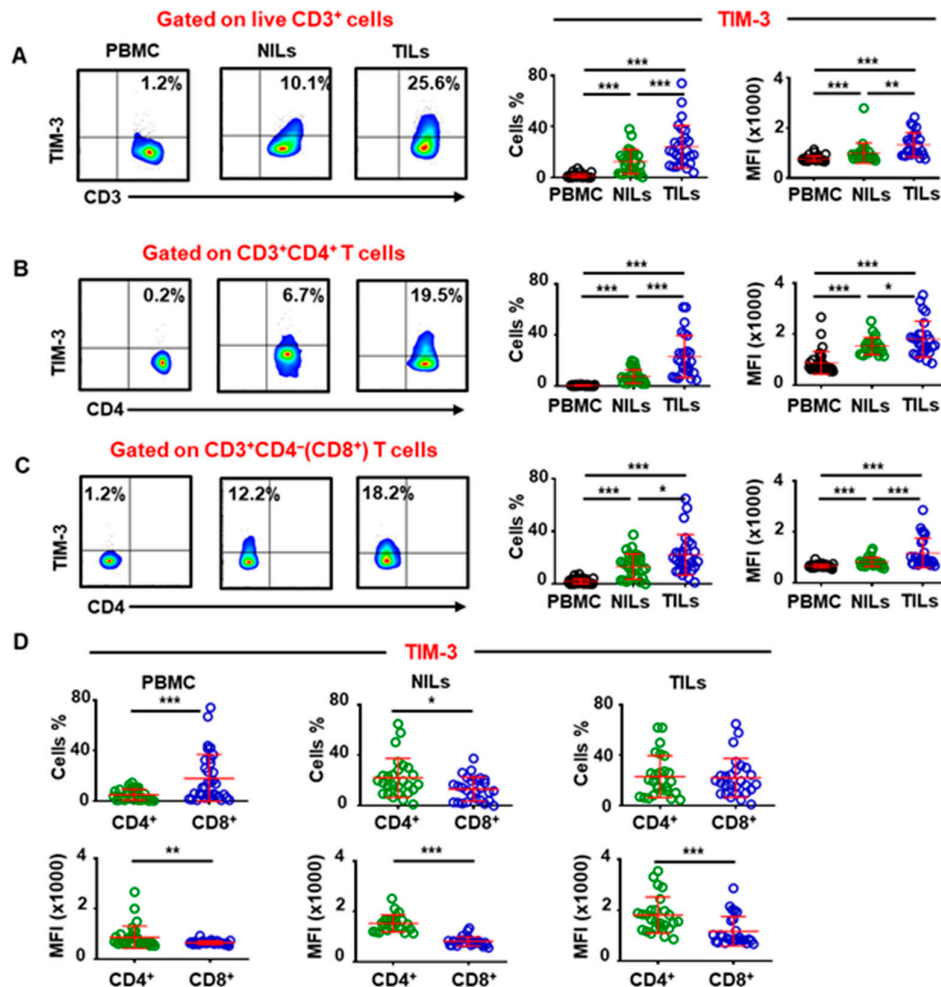 Gated on live CD3⁺ cells
TIM-3
A
PBMC NILs TILs
1.2% 10.1% 25.6%
TIM-3
CD3
Cells %
80
40
0
PBMC NILs TILs
*** *** ***
MFI (x1000)
4
2
0
PBMC NILs TILs
*** *** **
Gated on CD3⁺CD4⁺ T cells
B
0.2% 6.7% 19.5%
TIM-3
CD4
Cells %
80
40
0
PBMC NILs TILs
*** *** ***
MFI (x1000)
4
2
0
PBMC NILs TILs
*** *** *
Gated on CD3⁺CD4⁻(CD8⁺) T cells
C
1.2% 12.2% 18.2%
TIM-3
CD4
Cells %
80
40
0
PBMC NILs TILs
*** *** *
MFI (x1000)
4
2
0
PBMC NILs TILs
*** *** ***
D
TIM-3
PBMC NILs TILs
Cells %
80
40
0
***
CD4⁺ CD8⁺
Cells %
80
40
0
*
CD4⁺ CD8⁺
Cells %
80
40
0
CD4⁺ CD8⁺
MFI (x1000)
4
2
0
**
CD4⁺ CD8⁺
MFI (x1000)
4
2
0
***
CD4⁺ CD8⁺
MFI (x1000)
4
2
0
***
CD4⁺ CD8⁺